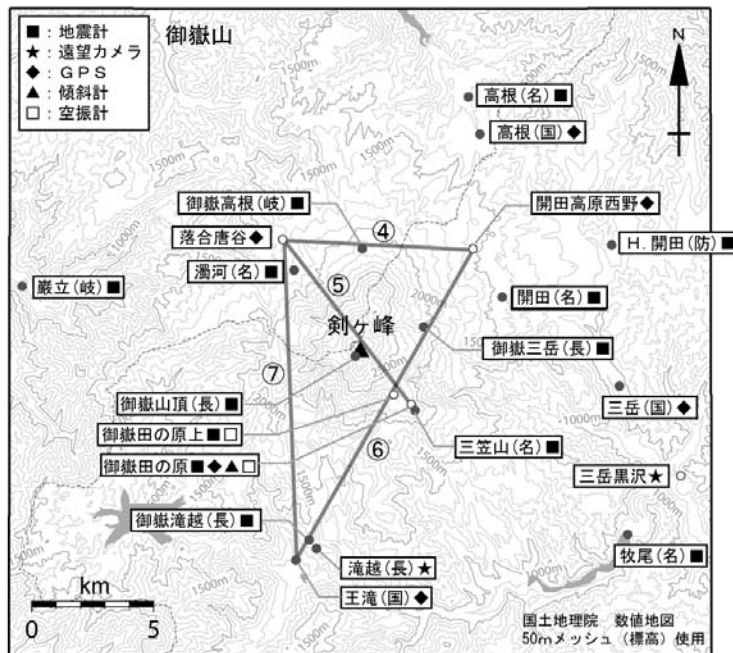 ■：地震計
★：遠望カメラ
◆：ＧＰＳ
▲：傾斜計
□：空振計
御嶽山
N
高根(名)■
高根(国)◆
御嶽高根(岐)■
開田高原西野◆
落合唐谷◆
④
H.開田(防)■
濁河(名)■
⑤
巌立(岐)■
開田(名)■
剣ヶ峰
御嶽三岳(長)■
⑦
御嶽山頂(長)■
三岳(国)◆
御嶽田の原上■□
三笠山(名)■
御嶽田の原■◆▲□
⑥
三岳黒沢★
御嶽滝越(長)■
滝越(長)★
牧尾(名)■
王滝(国)◆
km
0 5
国土地理院 数値地図
50mメッシュ（標高）使用
1500m
2000m
1000m